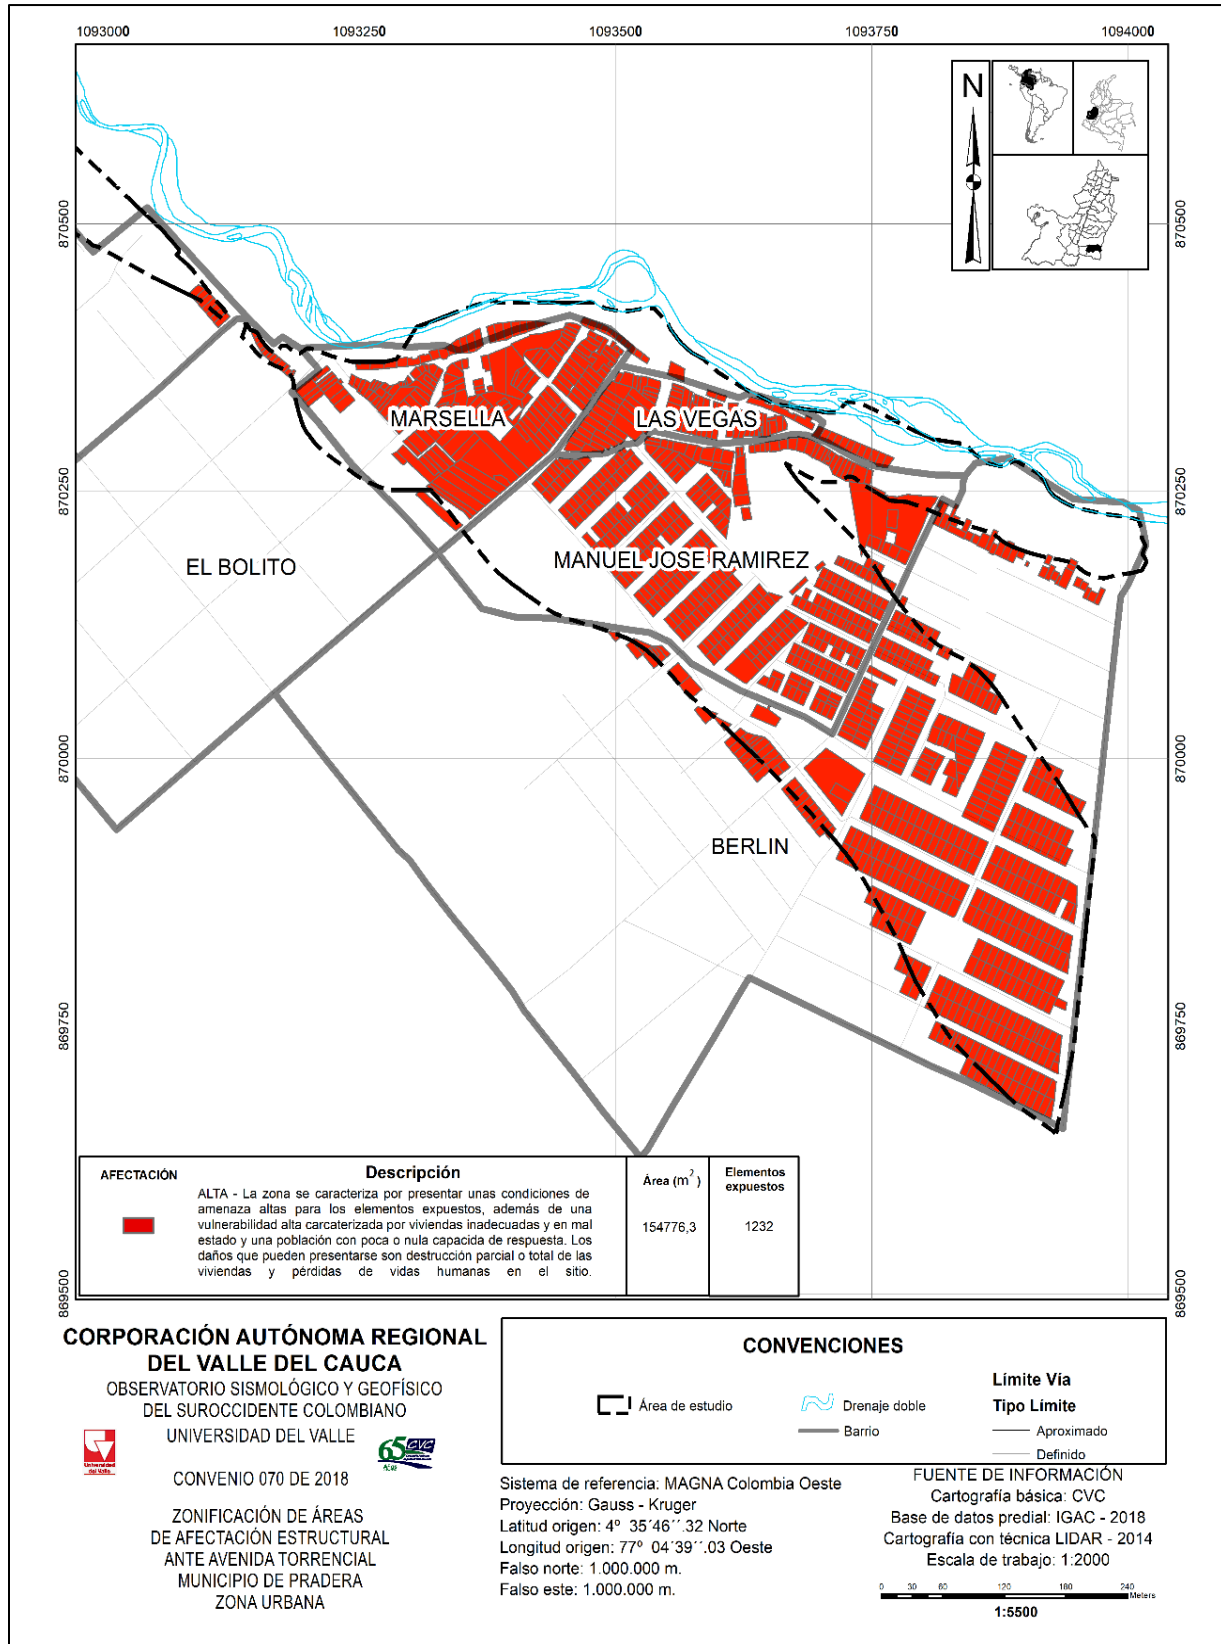 1093000 1093250 1093500 1093750 1094000
N
870500 870500
MARSELLA LAS VEGAS
870250 870250
EL BOLITO MANUEL JOSE RAMIREZ
870000 870000
BERLIN
869750 869750
869500 869500
AFECTACIÓN Descripción Área (m²) Elementos
expuestos
ALTA - La zona se caracteriza por presentar unas condiciones de
amenaza altas para los elementos expuestos, además de una
vulnerabilidad alta carcaterizada por viviendas inadecuadas y en mal
estado y una población con poca o nula capacida de respuesta. Los
daños que pueden presentarse son destrucción parcial o total de las
viviendas y pérdidas de vidas humanas en el sitio.
154776,3 1232
CORPORACIÓN AUTÓNOMA REGIONAL
DEL VALLE DEL CAUCA
OBSERVATORIO SISMOLÓGICO Y GEOFÍSICO
DEL SUROCCIDENTE COLOMBIANO
UNIVERSIDAD DEL VALLE
Universidad
del Valle
65 CVC
Años
CONVENIO 070 DE 2018
ZONIFICACIÓN DE ÁREAS
DE AFECTACIÓN ESTRUCTURAL
ANTE AVENIDA TORRENCIAL
MUNICIPIO DE PRADERA
ZONA URBANA
CONVENCIONES
Área de estudio
Drenaje doble
Barrio
Límite Vía
Tipo Límite
Aproximado
Definido
Sistema de referencia: MAGNA Colombia Oeste
Proyección: Gauss - Kruger
Latitud origen: 4º 35´46´´.32 Norte
Longitud origen: 77º 04´39´´.03 Oeste
Falso norte: 1.000.000 m.
Falso este: 1.000.000 m.
FUENTE DE INFORMACIÓN
Cartografía básica: CVC
Base de datos predial: IGAC - 2018
Cartografía con técnica LIDAR - 2014
Escala de trabajo: 1:2000
0 30 60 120 180 240
Meters
1:5500